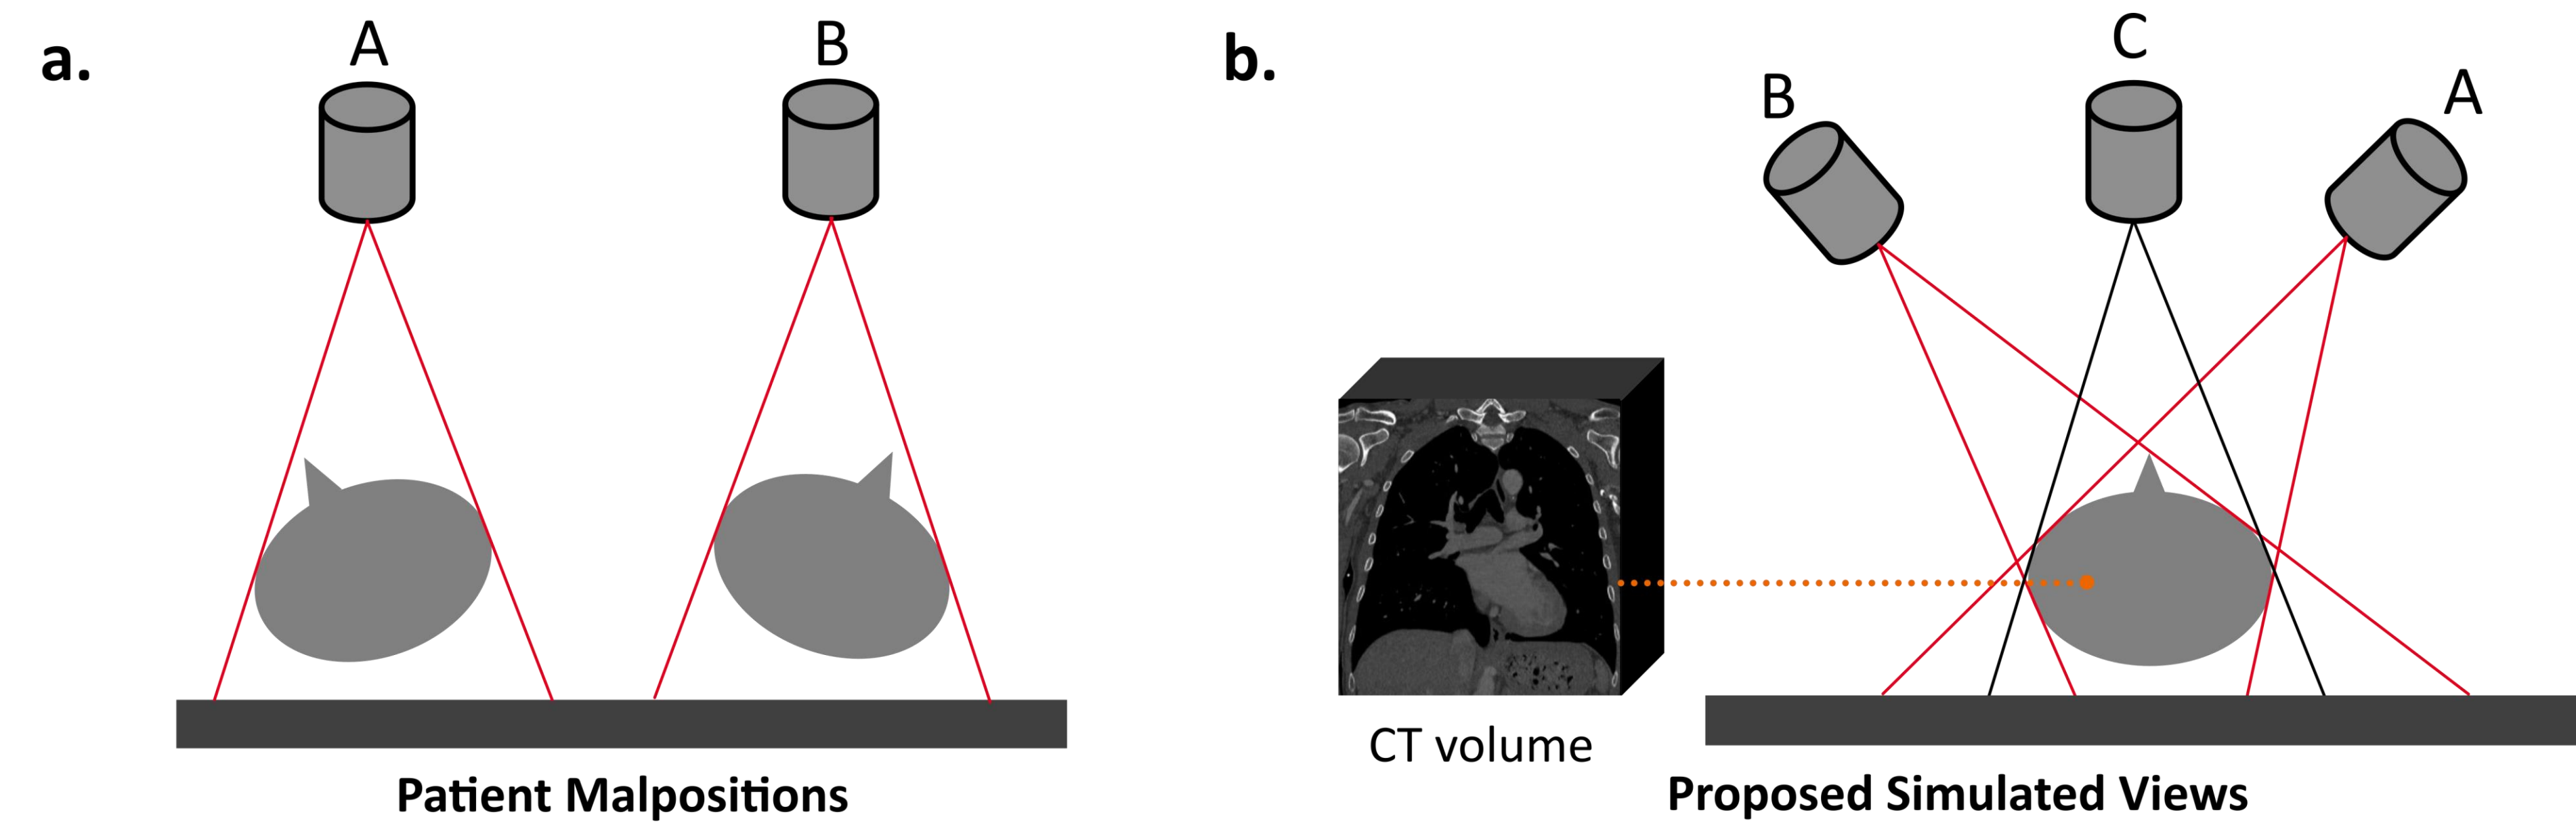 a.
A
B
Patient Malpositions
b.
B
C
A
CT volume
Proposed Simulated Views